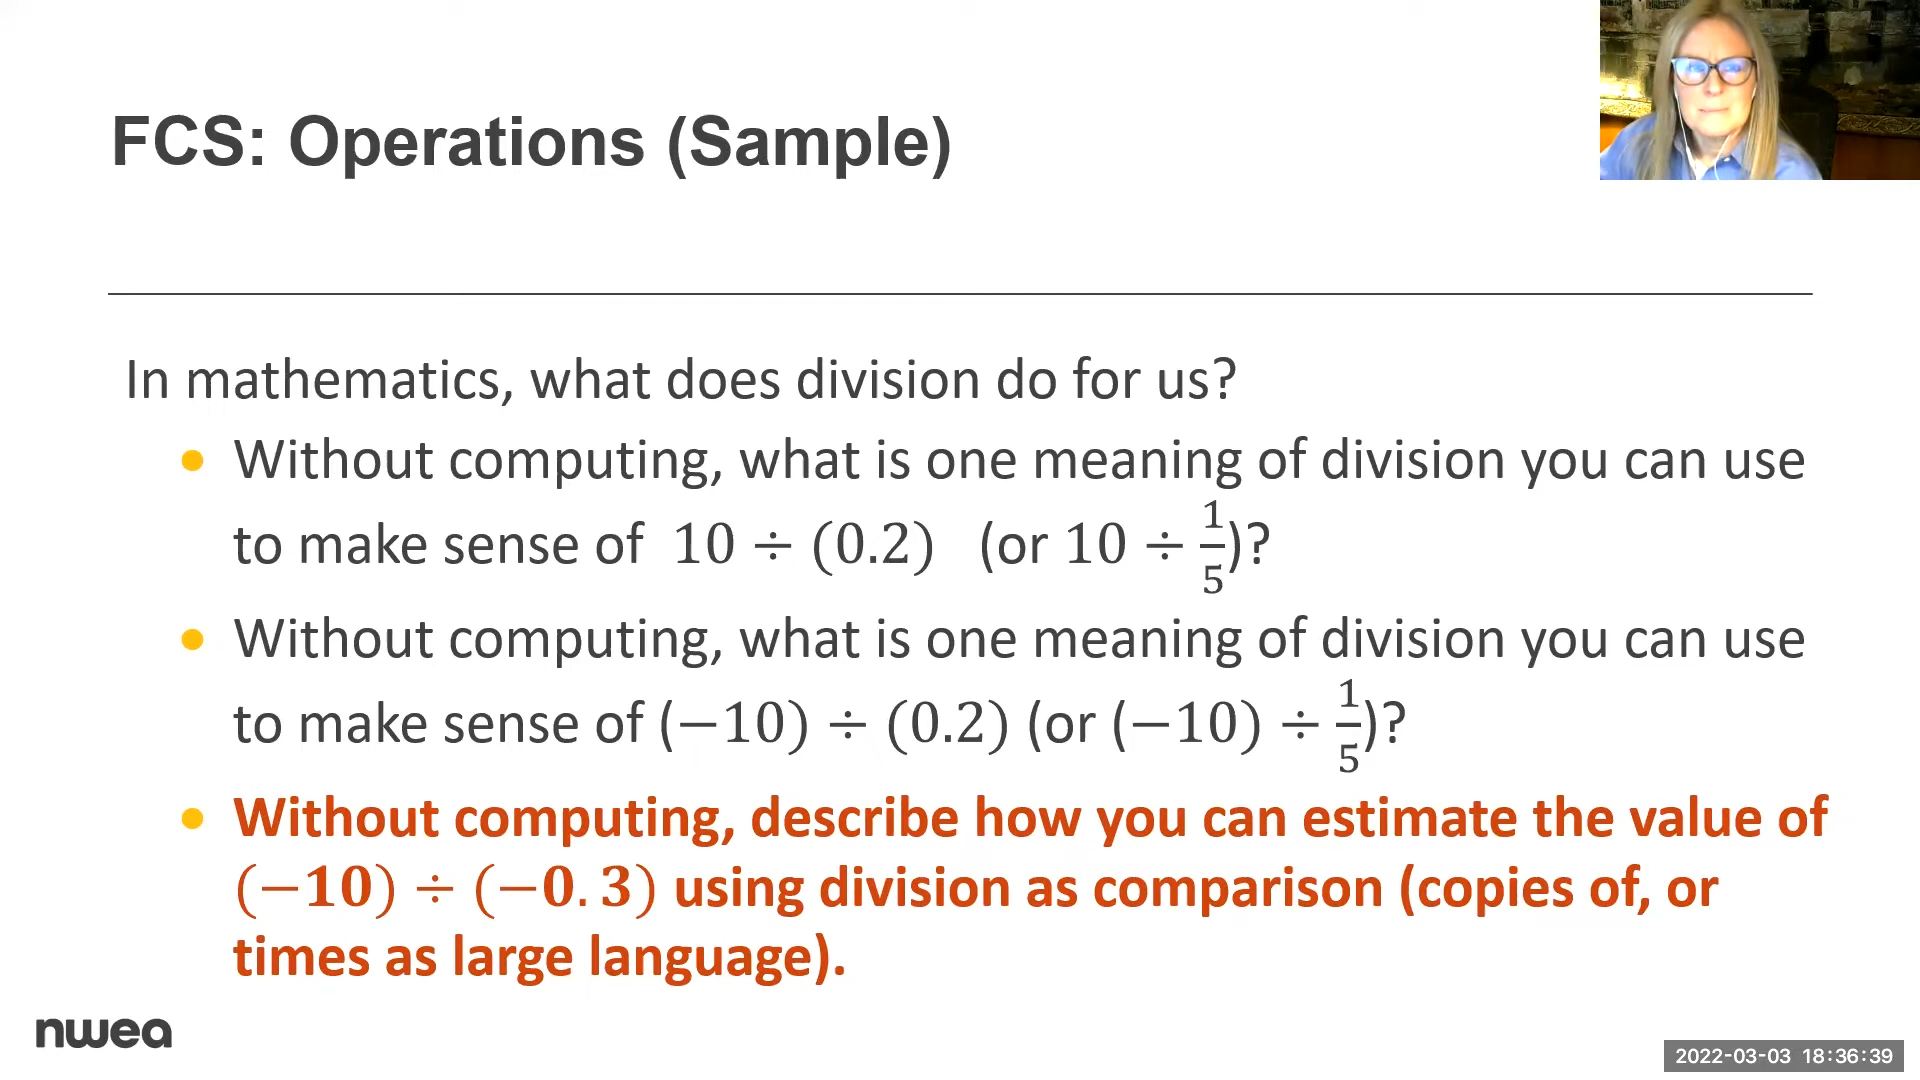 FCS: Operations (Sample)
In mathematics, what does division do for us?
• Without computing, what is one meaning of division you can use
to make sense of 10 ÷ (0.2) (or 10 ÷ 1/5)?
• Without computing, what is one meaning of division you can use
to make sense of (−10) ÷ (0.2) (or (−10) ÷ 1/5)?
• Without computing, describe how you can estimate the value of
(−10) ÷ (−0.3) using division as comparison (copies of, or
times as large language).
nwea
2022-03-03 18:36:39